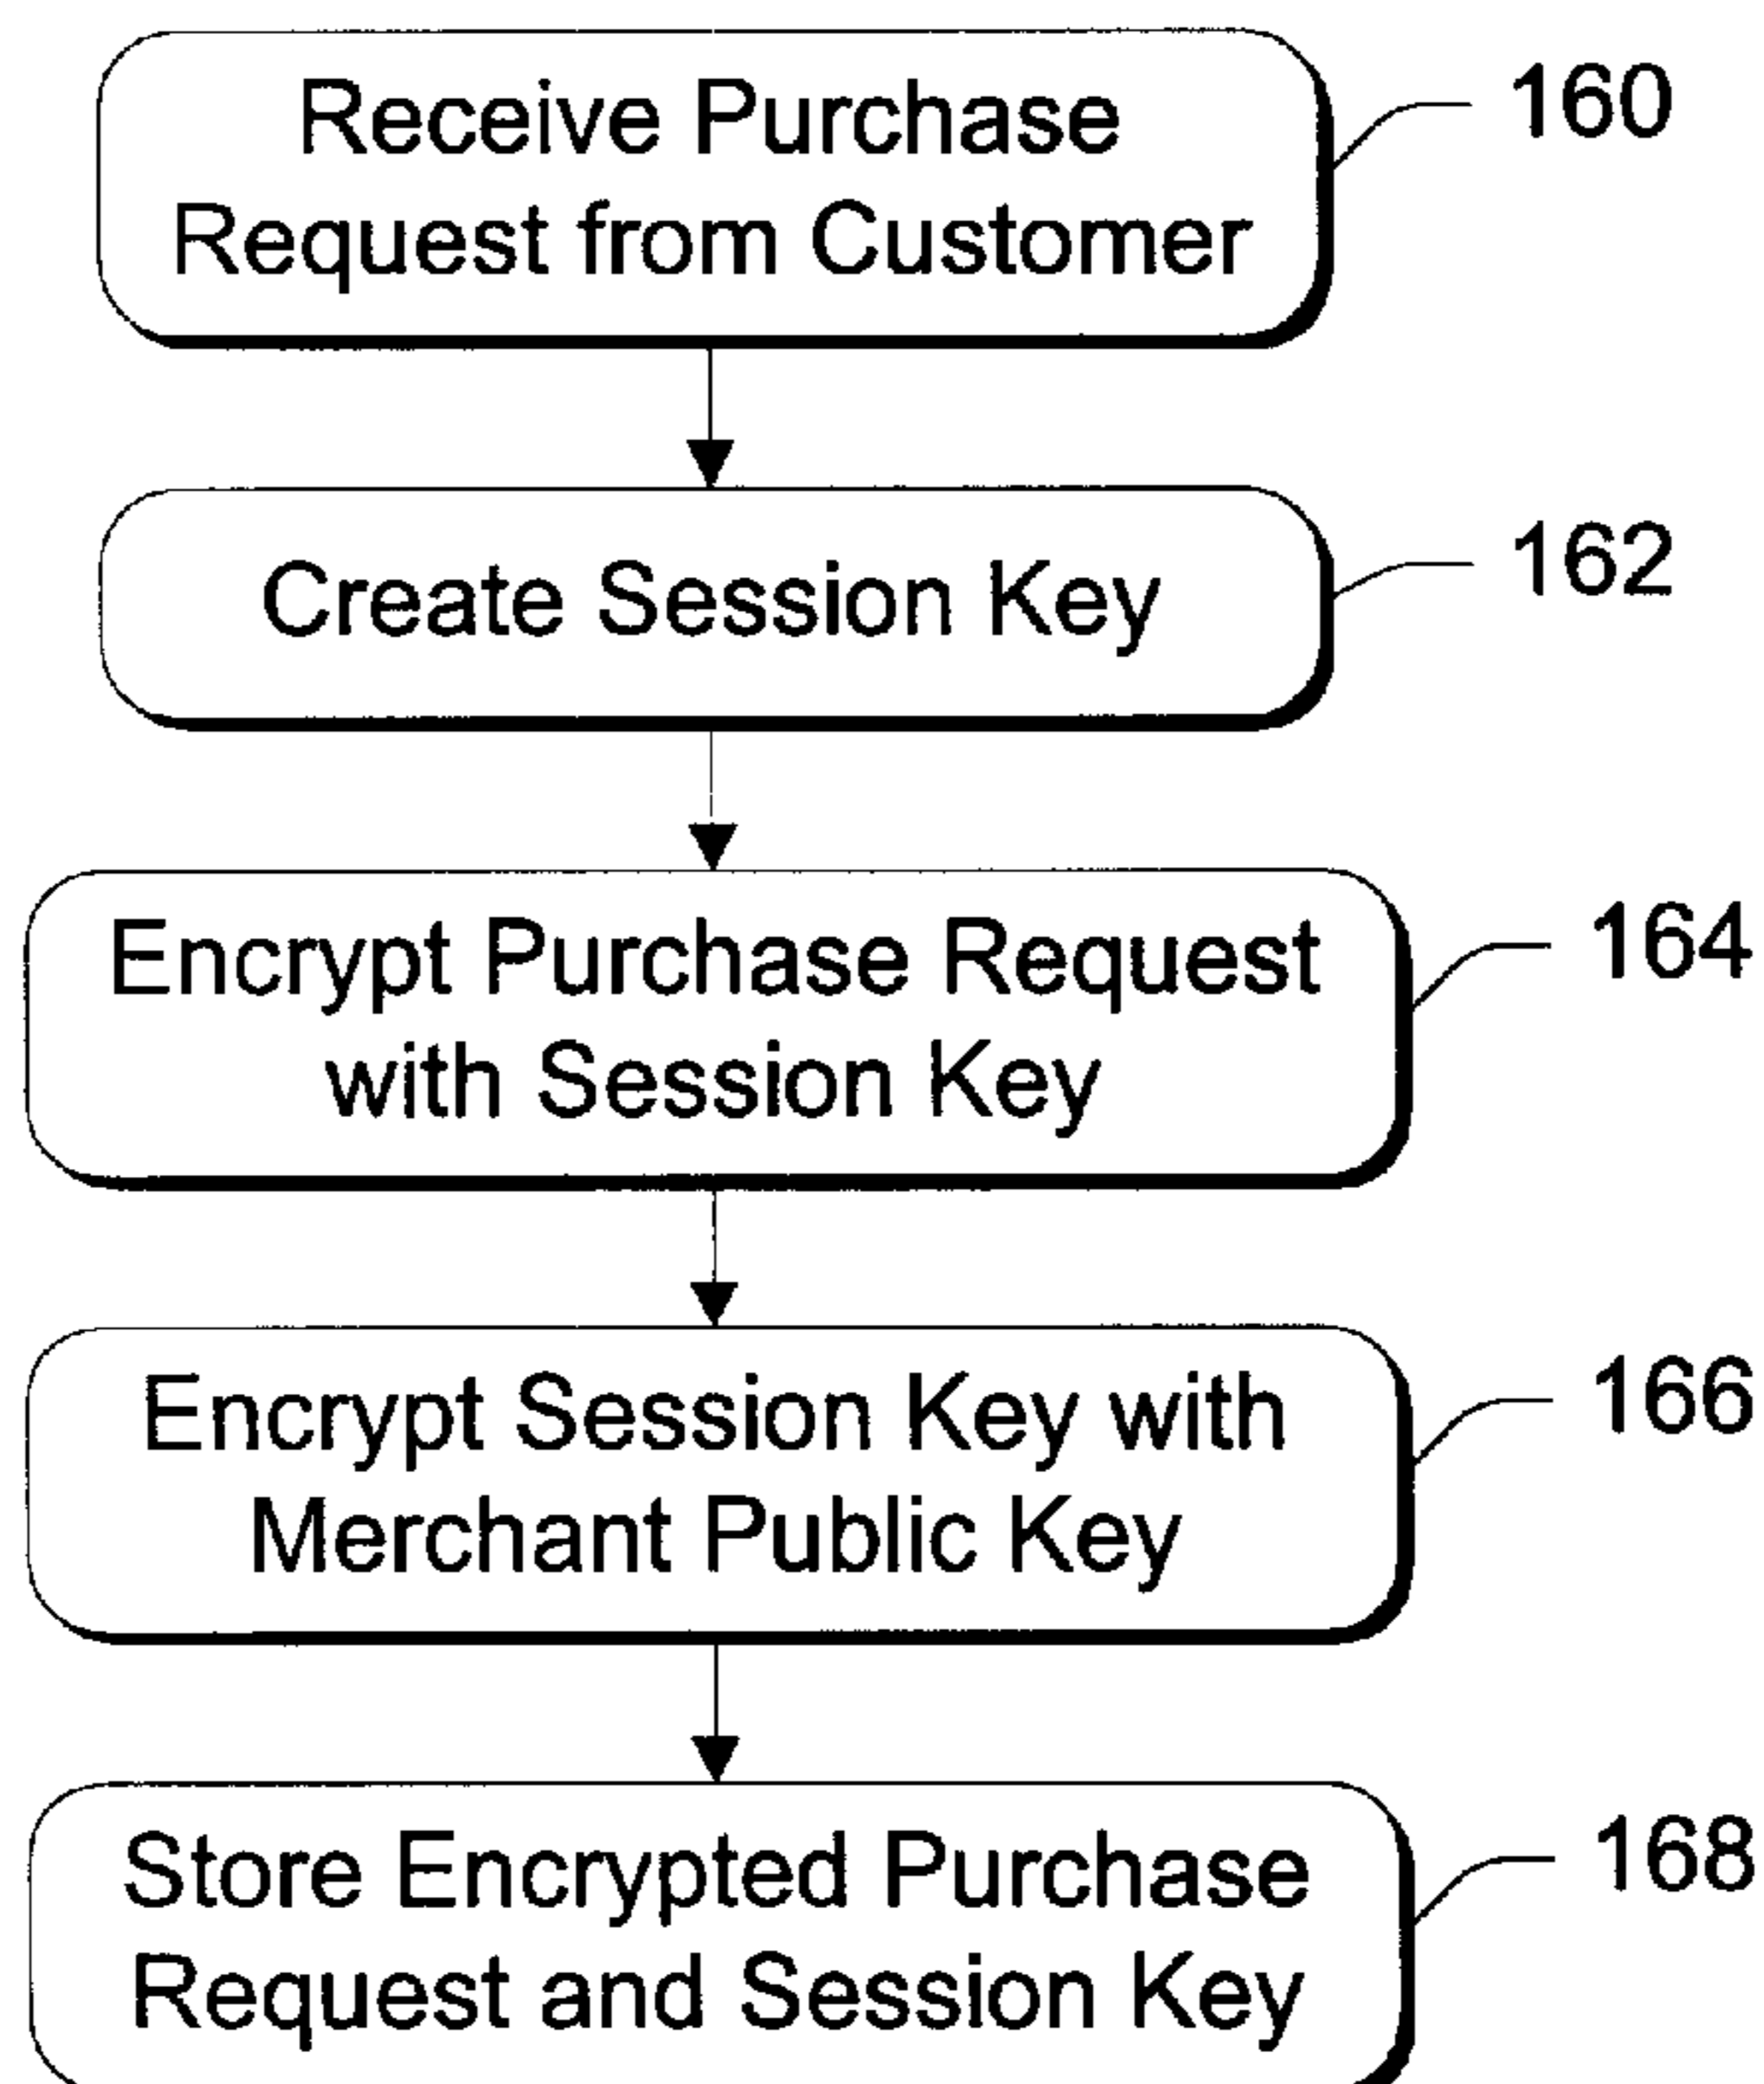 Receive Purchase
Request from Customer
160
Create Session Key
162
Encrypt Purchase Request
with Session Key
164
Encrypt Session Key with
Merchant Public Key
166
Store Encrypted Purchase
Request and Session Key
168